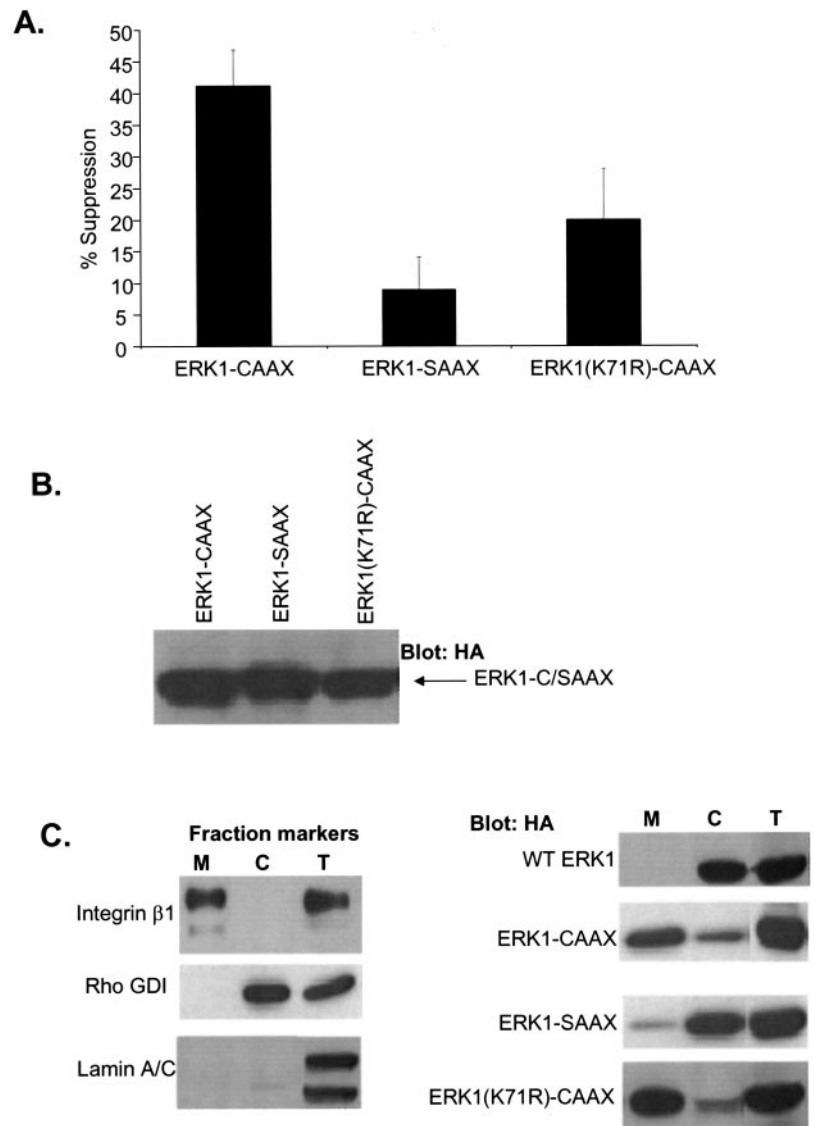 A.
50
45
40
35
30
25
20
15
10
5
0
% Suppression
ERK1-CAAX
ERK1-SAAX
ERK1(K71R)-CAAX
B.
ERK1-CAAX
ERK1-SAAX
ERK1(K71R)-CAAX
Blot: HA
ERK1-C/SAAX
C.
Fraction markers
M C T
Integrin β1
Rho GDI
Lamin A/C
Blot: HA
M C T
WT ERK1
ERK1-CAAX
ERK1-SAAX
ERK1(K71R)-CAAX